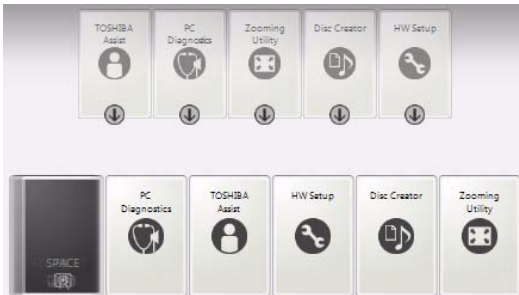 TOSHIBA
Assist
PC
Diagnostics
Zooming
Utility
Disc Creator
HW Setup
SPACE
PC
Diagnostics
TOSHIBA
Assist
HW Setup
Disc Creator
Zooming
Utility